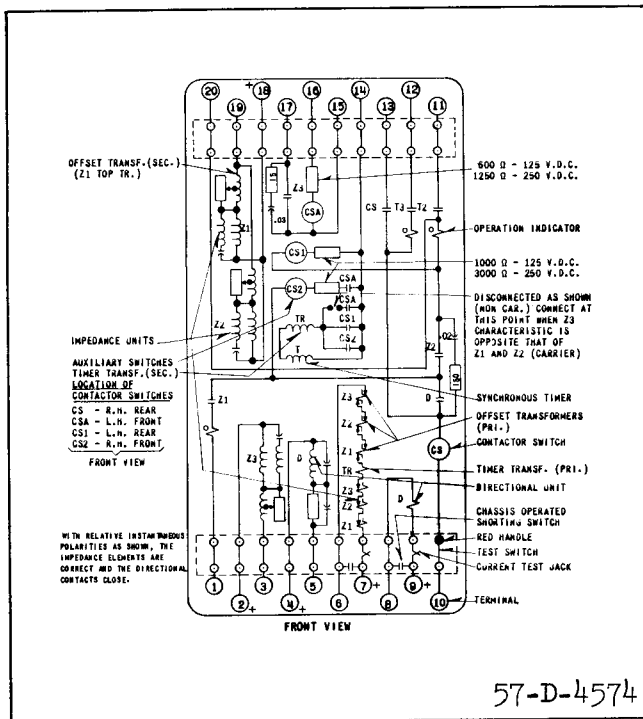 20 19 +18 17 16 15 14 13 12 11
OFFSET TRANSF.(SEC.)
(Z1 TOP TR.)
.03
Z3
CSA
CS T3 T2
600 Ω - 125 V.D.C.
1250 Ω - 250 V.D.C.
Z1
OPERATION INDICATOR
CS1
1000 Ω - 125 V.D.C.
3000 Ω - 250 V.D.C.
CS2
CSA
CSA
CS1
CS2
DISCONNECTED AS SHOWN
(NON CAR.) CONNECT AT
THIS POINT WHEN Z3
CHARACTERISTIC IS
OPPOSITE THAT OF
Z1 AND Z2 (CARRIER)
Z2
TR
T
.02
Z2
150
D
IMPEDANCE UNITS
AUXILIARY SWITCHES
TIMER TRANSF.(SEC.)
LOCATION OF
CONTACTOR SWITCHES
CS - R.H. REAR
CSA - L.H. FRONT
CS1 - L.H. REAR
CS2 - R.H. FRONT
FRONT VIEW
Z1
SYNCHRONOUS TIMER
OFFSET TRANSFORMERS
(PRI.)
CONTACTOR SWITCH
CS
TIMER TRANSF. (PRI.)
DIRECTIONAL UNIT
Z3
D
Z3
Z2
Z1
TR
Z3
Z2
Z1
D
CHASSIS OPERATED
SHORTING SWITCH
RED HANDLE
TEST SWITCH
CURRENT TEST JACK
TERMINAL
WITH RELATIVE INSTANTANEOUS
POLARITIES AS SHOWN, THE
IMPEDANCE ELEMENTS ARE
CORRECT AND THE DIRECTIONAL
CONTACTS CLOSE.
1 2+ 3 4+ 5 6 7+ 8 9+ 10
FRONT VIEW
57-D-4574